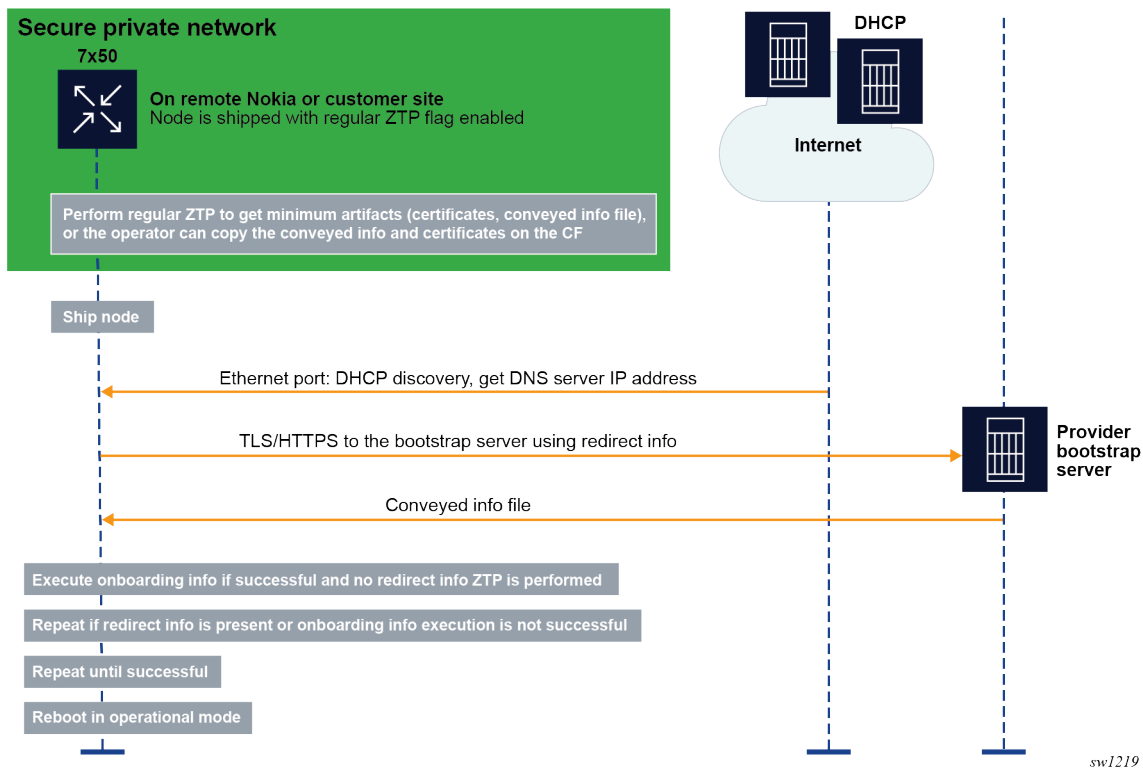 Secure private network
7x50
On remote Nokia or customer site
Node is shipped with regular ZTP flag enabled
DHCP
Internet
Perform regular ZTP to get minimum artifacts (certificates, conveyed info file),
or the operator can copy the conveyed info and certificates on the CF
Ship node
Ethernet port: DHCP discovery, get DNS server IP address
TLS/HTTPS to the bootstrap server using redirect info
Provider
bootstrap
server
Conveyed info file
Execute onboarding info if successful and no redirect info ZTP is performed
Repeat if redirect info is present or onboarding info execution is not successful
Repeat until successful
Reboot in operational mode
sw1219